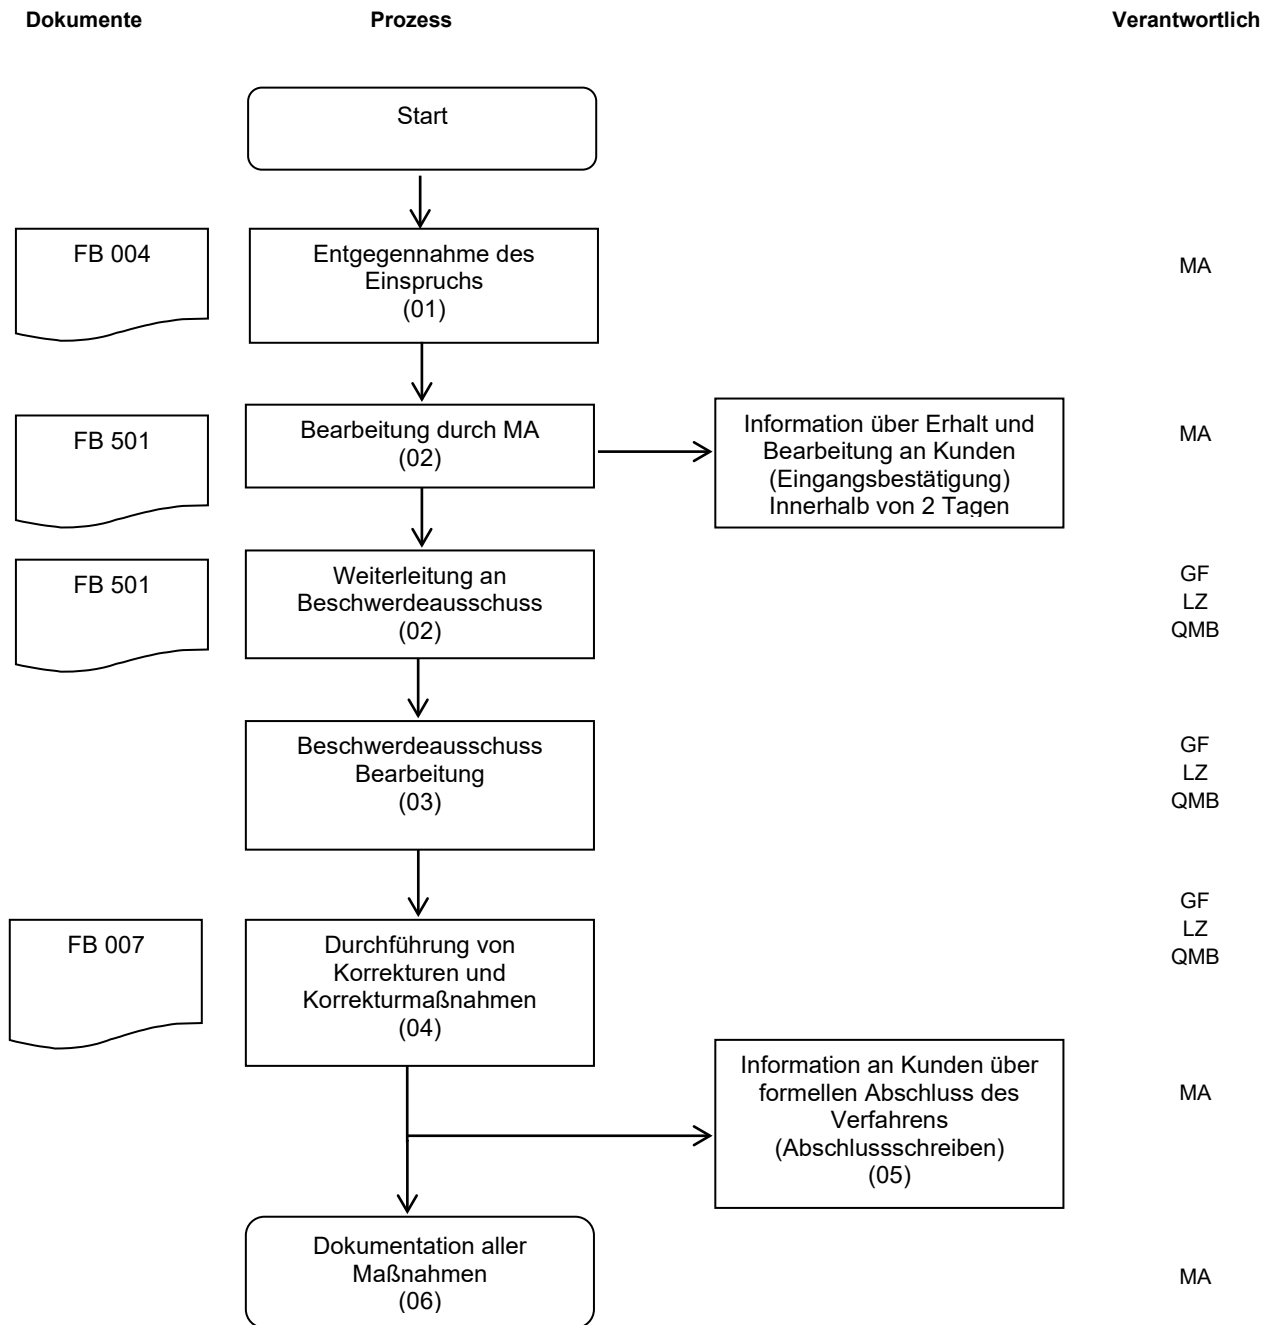 Dokumente Prozess Verantwortlich
Start
FB 004
Entgegennahme des
Einspruchs
(01)
MA
FB 501
Bearbeitung durch MA
(02)
Information über Erhalt und
Bearbeitung an Kunden
(Eingangsbestätigung)
Innerhalb von 2 Tagen
MA
FB 501
Weiterleitung an
Beschwerdeausschuss
(02)
GF
LZ
QMB
Beschwerdeausschuss
Bearbeitung
(03)
GF
LZ
QMB
FB 007
Durchführung von
Korrekturen und
Korrekturmaßnahmen
(04)
GF
LZ
QMB
Information an Kunden über
formellen Abschluss des
Verfahrens
(Abschlussschreiben)
(05)
MA
Dokumentation aller
Maßnahmen
(06)
MA